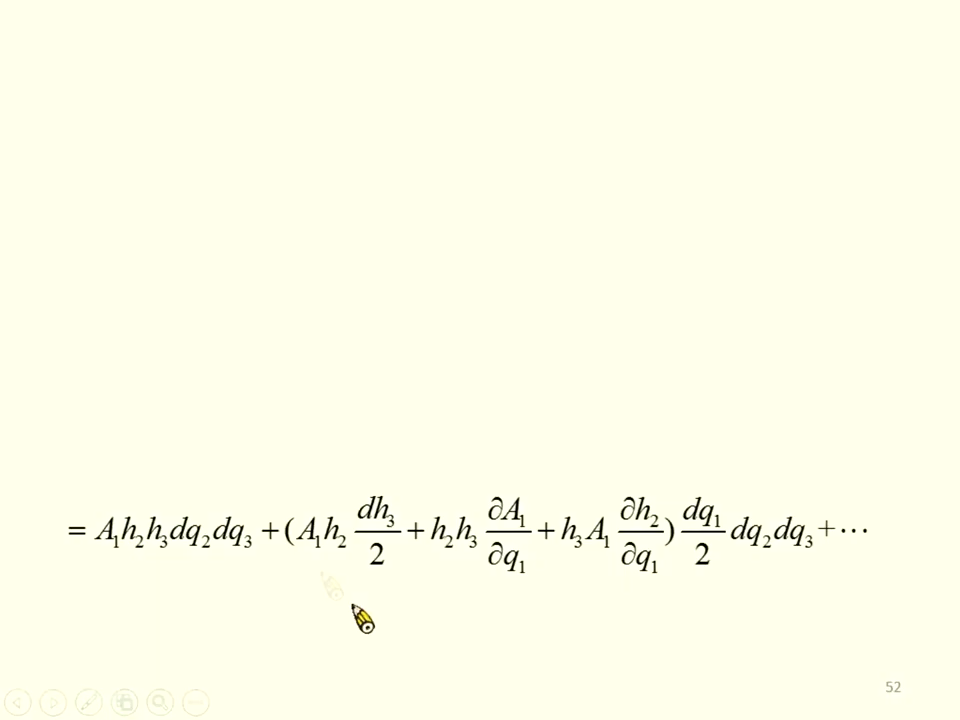 = A₁h₂h₃dq₂dq₃ + (A₁h₂ dh₃/2 + h₂h₃ ∂A₁/∂q₁ + h₃A₁ ∂h₂/∂q₁) dq₁/2 dq₂dq₃ + ⋯
52